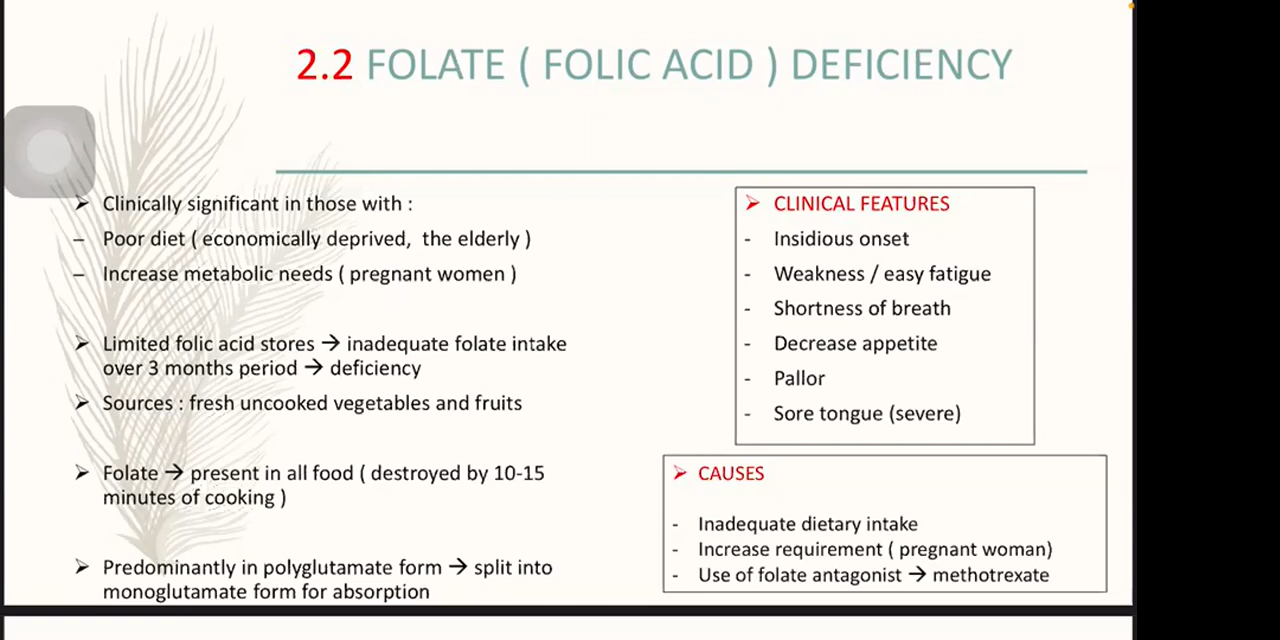 2.2 FOLATE ( FOLIC ACID ) DEFICIENCY
➢ Clinically significant in those with :
– Poor diet ( economically deprived, the elderly )
– Increase metabolic needs ( pregnant women )
➢ Limited folic acid stores → inadequate folate intake
over 3 months period → deficiency
➢ Sources : fresh uncooked vegetables and fruits
➢ Folate → present in all food ( destroyed by 10-15
minutes of cooking )
➢ Predominantly in polyglutamate form → split into
monoglutamate form for absorption
➢ CLINICAL FEATURES
- Insidious onset
- Weakness / easy fatigue
- Shortness of breath
- Decrease appetite
- Pallor
- Sore tongue (severe)
➢ CAUSES
- Inadequate dietary intake
- Increase requirement ( pregnant woman)
- Use of folate antagonist → methotrexate